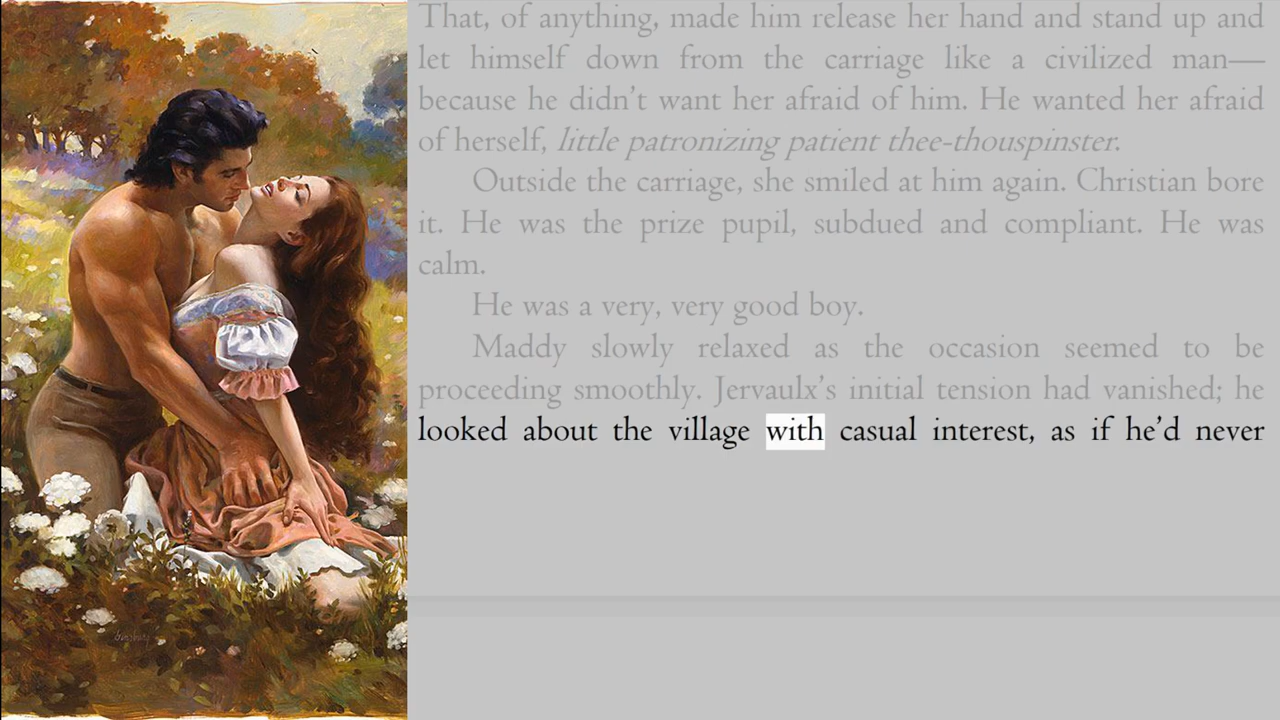 That, of anything, made him release her hand and stand up and
let himself down from the carriage like a civilized man—
because he didn’t want her afraid of him. He wanted her afraid
of herself, little patronizing patient thee-thouspinster.
Outside the carriage, she smiled at him again. Christian bore
it. He was the prize pupil, subdued and compliant. He was
calm.
He was a very, very good boy.
Maddy slowly relaxed as the occasion seemed to be
proceeding smoothly. Jervaulx’s initial tension had vanished; he
looked about the village with casual interest, as if he’d never